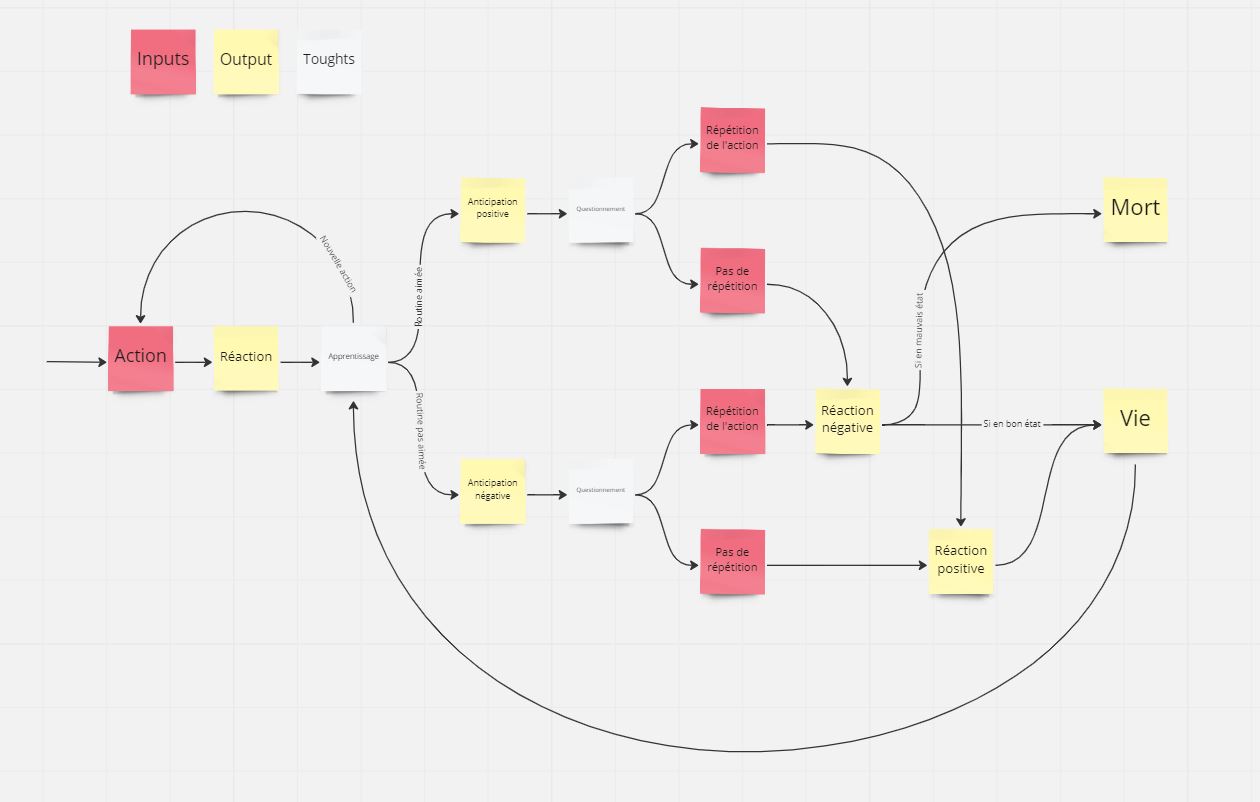 Inputs
Output
Toughts
Répétition
de l'action
Anticipation
positive
Questionnement
Mort
Nouvelle action
Routine aimée
Pas de
répétition
Si en mauvais état
Action
Réaction
Apprentissage
Routine pas aimée
Répétition
de l'action
Réaction
négative
Si en bon état
Vie
Anticipation
négative
Questionnement
Pas de
répétition
Réaction
positive